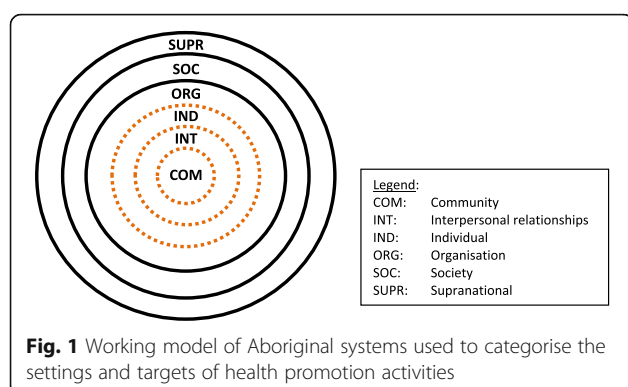 SUPR
SOC
ORG
IND
INT
COM
Legend:
COM: Community
INT: Interpersonal relationships
IND: Individual
ORG: Organisation
SOC: Society
SUPR: Supranational
Fig. 1 Working model of Aboriginal systems used to categorise the
settings and targets of health promotion activities